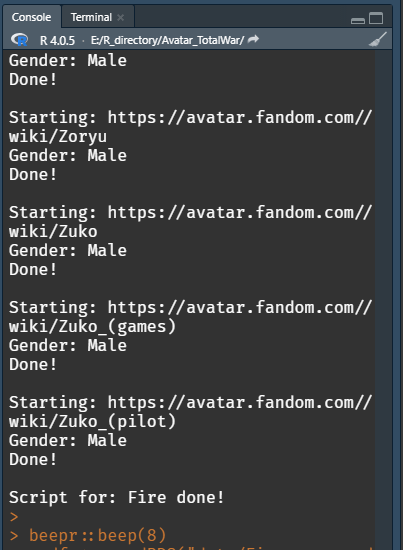 Console Terminal ×
R 4.0.5 · E:/R_directory/Avatar_TotalWar/
Gender: Male
Done!
Starting: https://avatar.fandom.com//
wiki/Zoryu
Gender: Male
Done!
Starting: https://avatar.fandom.com//
wiki/Zuko
Gender: Male
Done!
Starting: https://avatar.fandom.com//
wiki/Zuko_(games)
Gender: Male
Done!
Starting: https://avatar.fandom.com//
wiki/Zuko_(pilot)
Gender: Male
Done!
Script for: Fire done!
>
> beepr::beep(8)